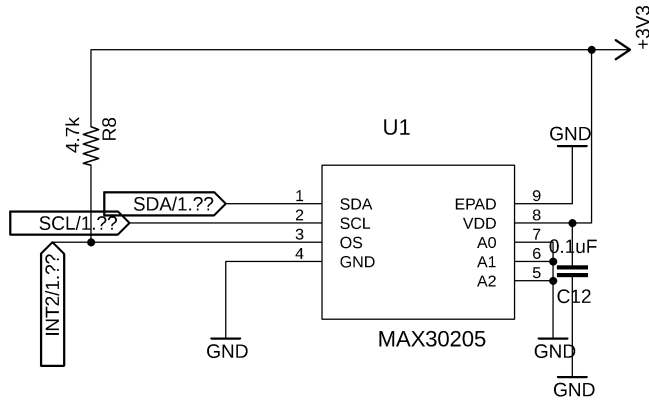 +3V3
U1
GND
4.7k
R8
SDA/1.??
1
SDA
EPAD
9
SCL/1.??
2
SCL
VDD
8
3
OS
A0
7
0.1uF
4
GND
A1
6
A2
5
INT2/1.??
C12
MAX30205
GND
GND
GND